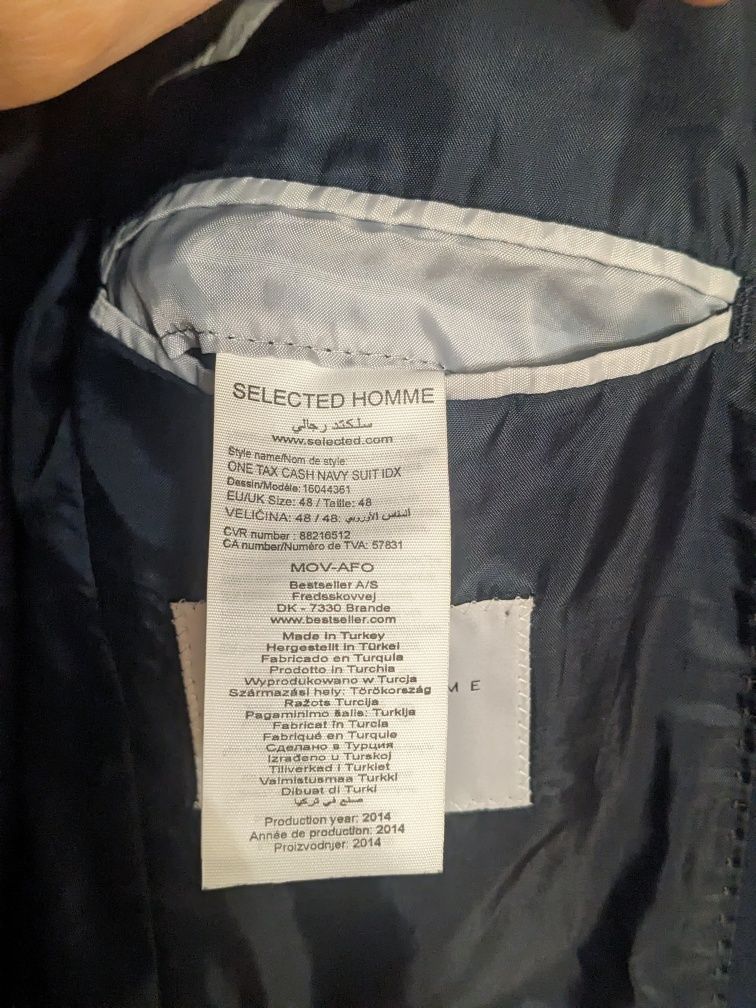 SELECTED HOMME
سلكتد رجالي
www.selected.com
Style name/Nom de style:
ONE TAX CASH NAVY SUIT IDX
Dessin/Modèle: 16044361
EU/UK Size: 48 / Teille: 48
VELIČINA: 48 / 48:
CVR number : 88216512
CA number/Numéro de TVA: 57831
MOV-AFO
Bestseller A/S
Fredsskovvej
DK - 7330 Brande
www.bestseller.com
Made in Turkey
Hergestellt in Türkei
Fabricado en Turquia
Prodotto in Turchia
Wyprodukowano w Turcja
Származási hely: Törökország
Ražots Turcija
Pagaminimo šalis: Turkija
Fabricat în Turcia
Fabriqué en Turquie
Сделано в Турция
Izrađeno u Turskoj
Tillverkad i Turkiet
Valmistusmaa Turkki
Dibuat di Turki
صنع في تركيا
Production year: 2014
Année de production: 2014
Proizvodnjer: 2014
M E